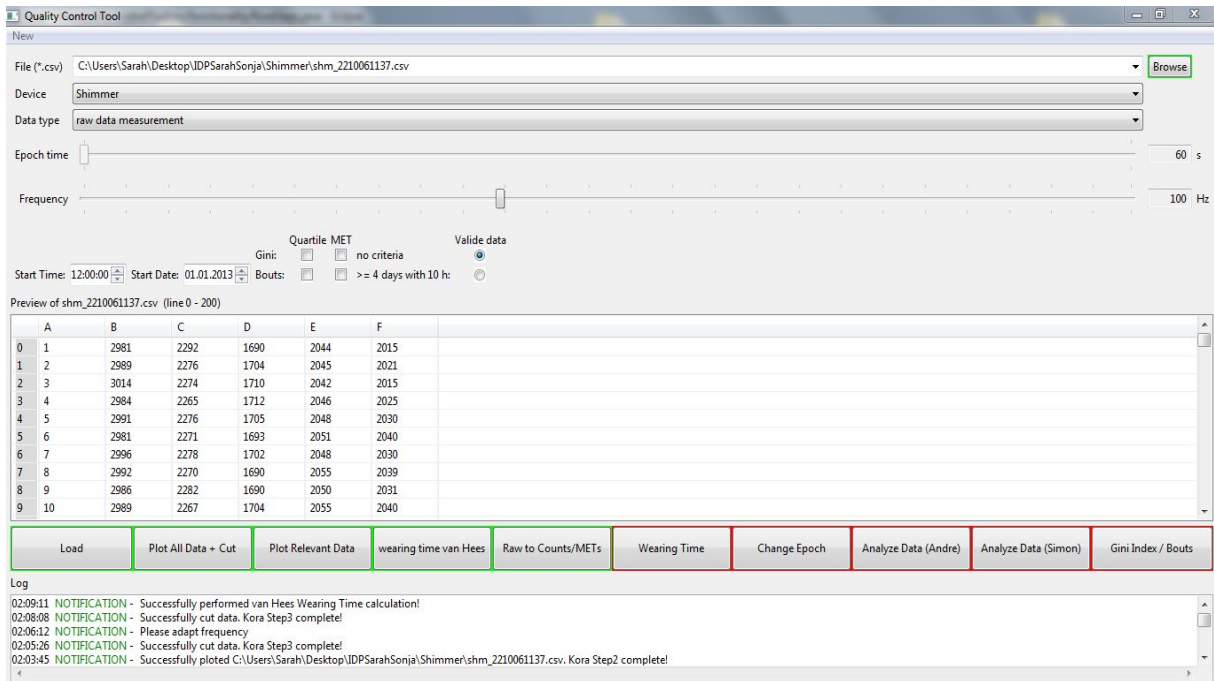 Quality Control Tool
New
File (*.csv) C:\Users\Sarah\Desktop\IDPSarahSonja\Shimmer\shm_2210061137.csv Browse
Device Shimmer
Data type raw data measurement
Epoch time 60 s
Frequency 100 Hz
Quartile MET Valide data
Gini: no criteria
Start Time: 12:00:00 Start Date: 01.01.2013 Bouts: >= 4 days with 10 h:
Preview of shm_2210061137.csv (line 0 - 200)
A B C D E F
0 1 2981 2292 1690 2044 2015
1 2 2989 2276 1704 2045 2021
2 3 3014 2274 1710 2042 2015
3 4 2984 2265 1712 2046 2025
4 5 2991 2276 1705 2048 2030
5 6 2981 2271 1693 2051 2040
6 7 2996 2278 1702 2048 2030
7 8 2992 2270 1690 2055 2039
8 9 2986 2282 1690 2050 2031
9 10 2989 2267 1704 2055 2040
Load Plot All Data + Cut Plot Relevant Data wearing time van Hees Raw to Counts/METs Wearing Time Change Epoch Analyze Data (Andre) Analyze Data (Simon) Gini Index / Bouts
Log
02:09:11 NOTIFICATION - Successfully performed van Hees Wearing Time calculation!
02:08:08 NOTIFICATION - Successfully cut data. Kora Step3 complete!
02:06:12 NOTIFICATION - Please adapt frequency
02:05:26 NOTIFICATION - Successfully cut data. Kora Step3 complete!
02:03:45 NOTIFICATION - Successfully ploted C:\Users\Sarah\Desktop\IDPSarahSonja\Shimmer\shm_2210061137.csv. Kora Step2 complete!